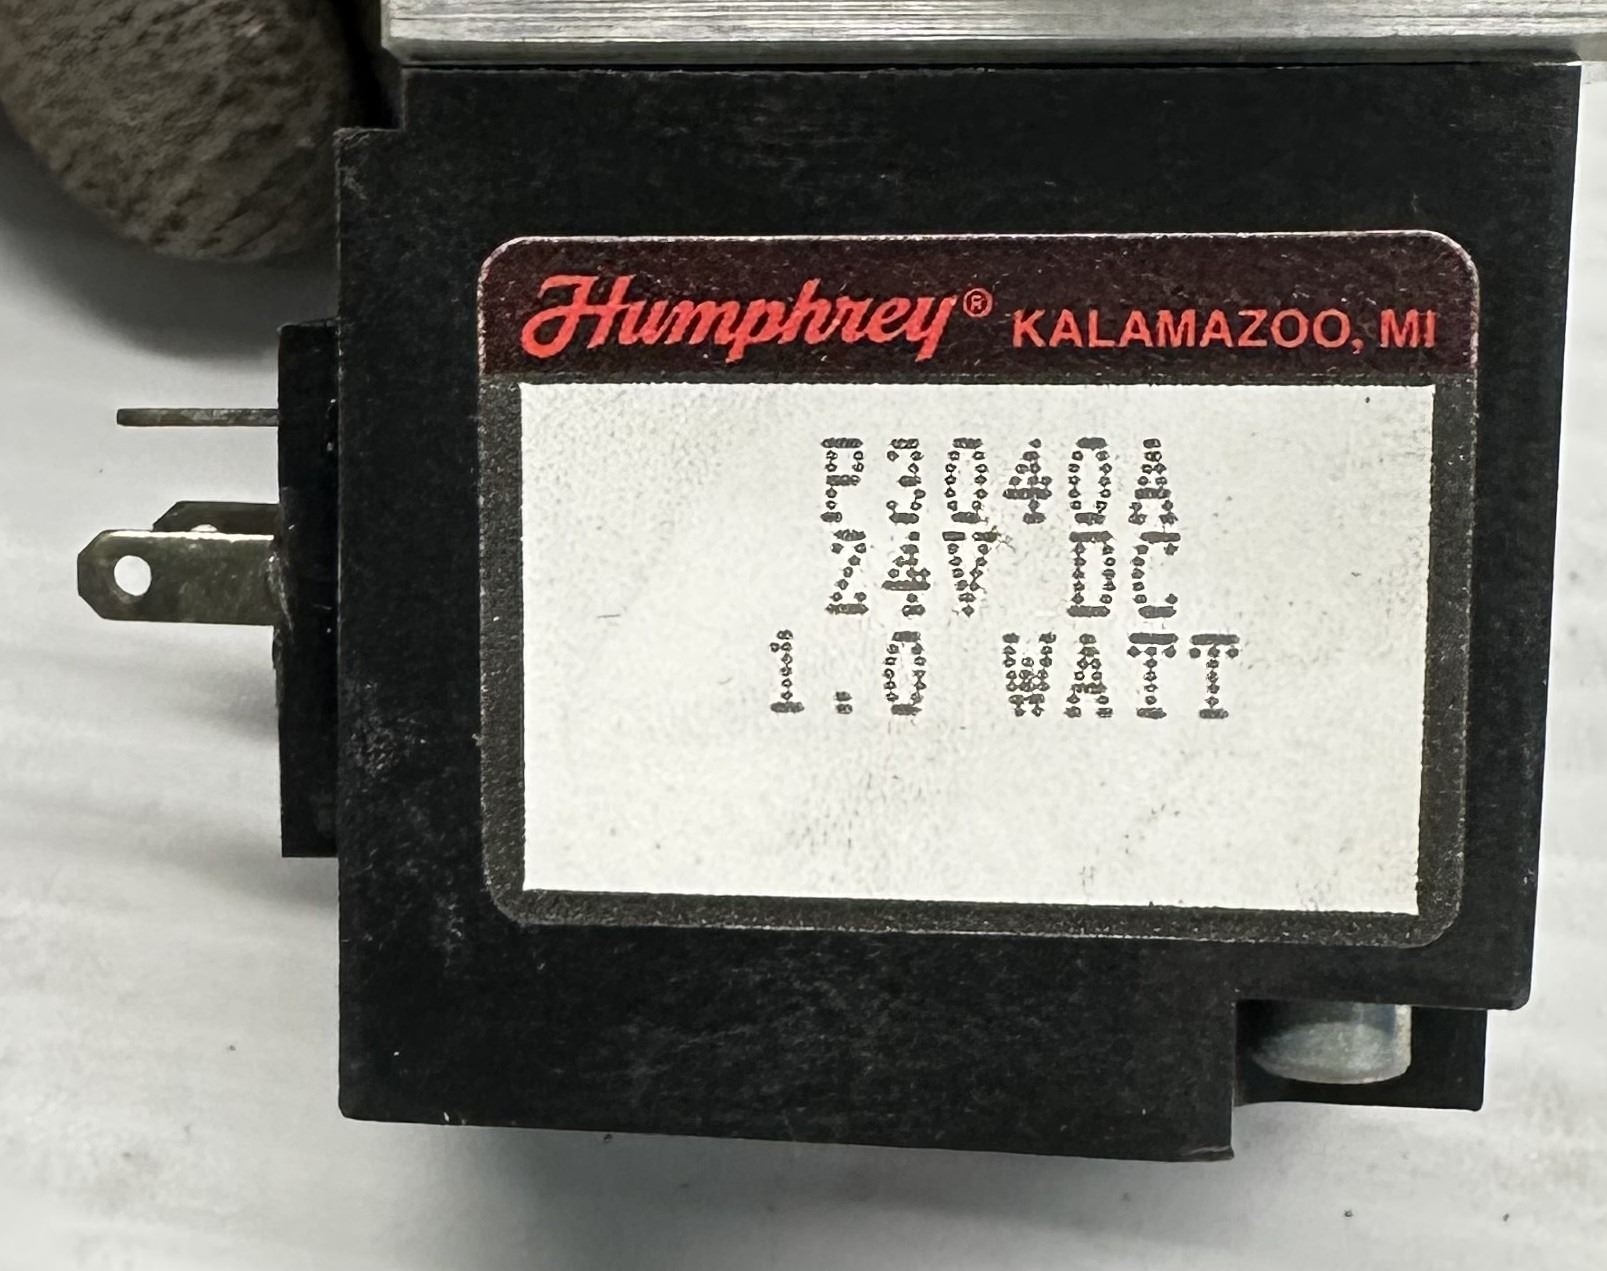 Humphrey® KALAMAZOO, MI
P3040A
24V DC
1.0 WATT